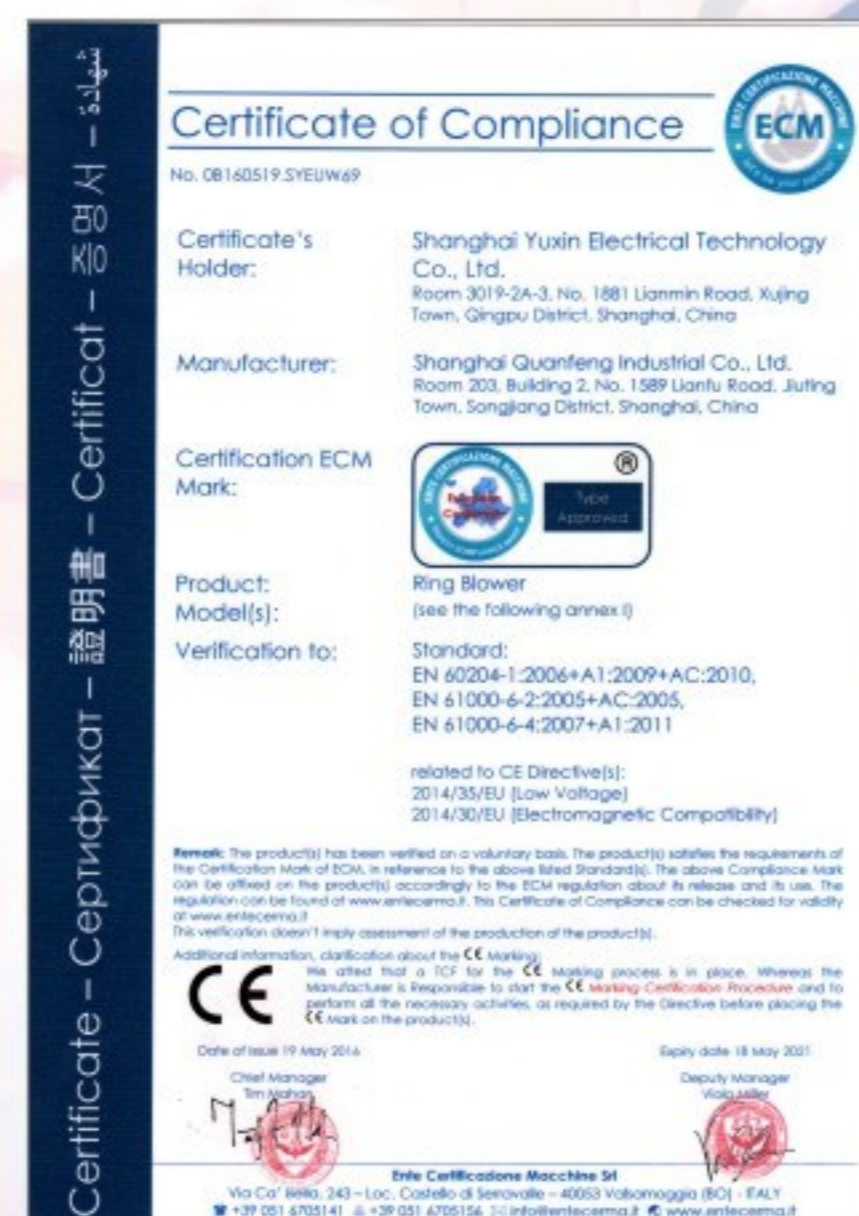 Certificate – Сертификат – 證明書 – Certificat – 증명서 – شهادة
Certificate of Compliance
ENTE CERTIFICAZIONE MACCHINE
ECM
No. 0B160519.SYEUW69
Certificate's Holder:
Shanghai Yuxin Electrical Technology Co., Ltd.
Room 3019-2A-3, No. 1881 Lianmin Road, Xujing
Town, Qingpu District, Shanghai, China
Manufacturer:
Shanghai Quanfeng Industrial Co., Ltd.
Room 203, Building 2, No. 1589 Lianfu Road, Jiuting
Town, Songjiang District, Shanghai, China
Certification ECM
Mark:
®
Type
Approved
Product:
Ring Blower
Model(s):
(see the following annex I)
Verification to:
Standard:
EN 60204-1:2006+A1:2009+AC:2010,
EN 61000-6-2:2005+AC:2005,
EN 61000-6-4:2007+A1:2011
related to CE Directive(s):
2014/35/EU (Low Voltage)
2014/30/EU (Electromagnetic Compatibility)
Remark: The product(s) has been verified on a voluntary basis. The product(s) satisfies the requirements of
the Certification Mark of ECM, in reference to the above listed Standard(s). The above Compliance Mark
can be affixed on the product(s) accordingly to the ECM regulation about its release and its use. The
regulation can be found at www.entecerma.it. This Certificate of Compliance can be checked for validity
at www.entecerma.it
This verification doesn't imply assessment of the production of the product(s).
Additional information, clarification about the CE Marking:
CE
We attest that a TCF for the CE Marking process is in place. Whereas the
Manufacturer is Responsible to start the CE Marking Certification Procedure and to
perform all the necessary activities, as required by the Directive before placing the
CE Mark on the product(s).
Date of issue 19 May 2016
Expiry date 18 May 2021
Chief Manager
Tim Mahan
Deputy Manager
Viola Miller
Ente Certificazione Macchine Srl
Via Ca' Bella, 243 – Loc. Castello di Serravalle – 40053 Valsamoggia (BO) - ITALY
+39 051 6705141 +39 051 6705156 info@entecerma.it www.entecerma.it